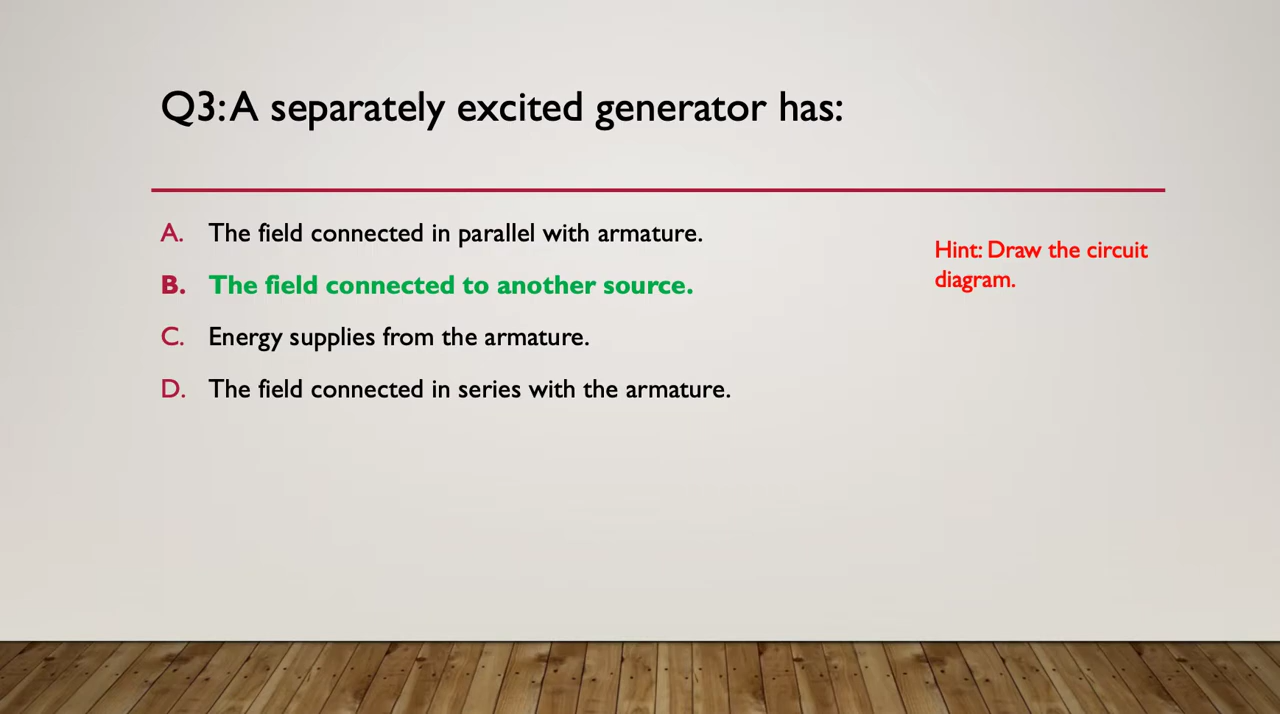 Q3: A separately excited generator has:
A. The field connected in parallel with armature.
B. The field connected to another source.
C. Energy supplies from the armature.
D. The field connected in series with the armature.
Hint: Draw the circuit
diagram.